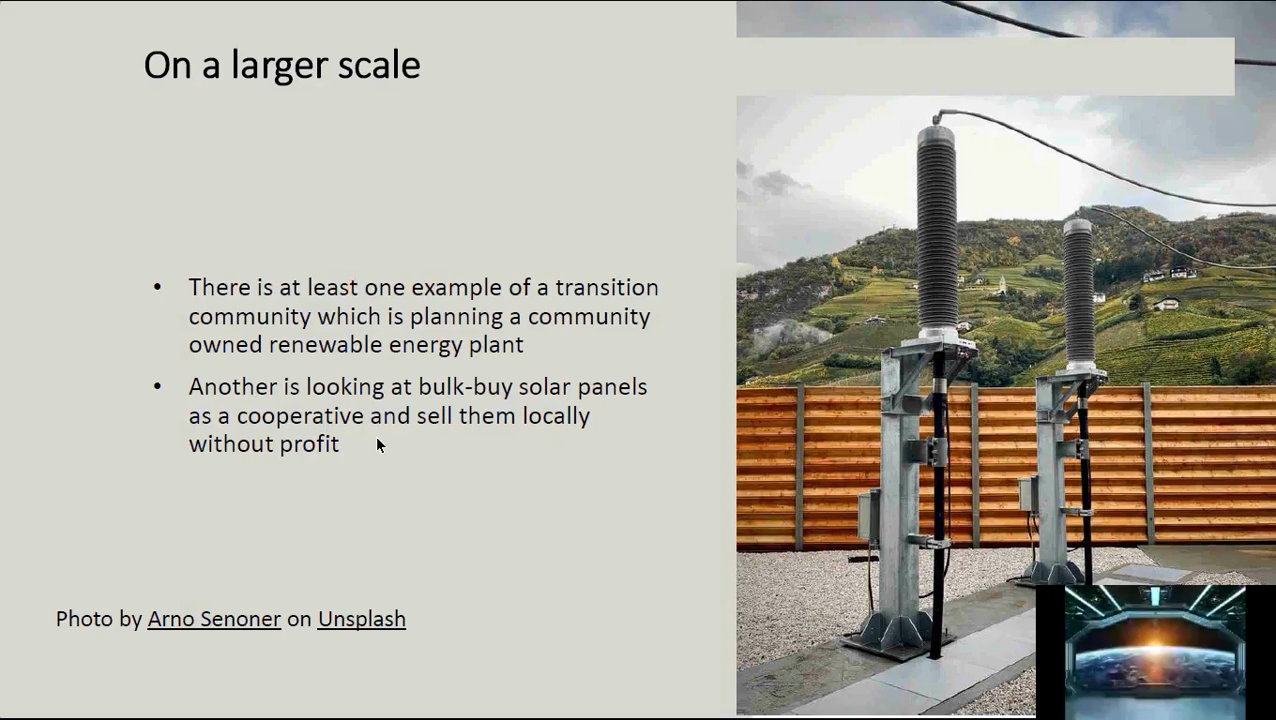 On a larger scale
• There is at least one example of a transition
community which is planning a community
owned renewable energy plant
• Another is looking at bulk-buy solar panels
as a cooperative and sell them locally
without profit
Photo by Arno Senoner on Unsplash